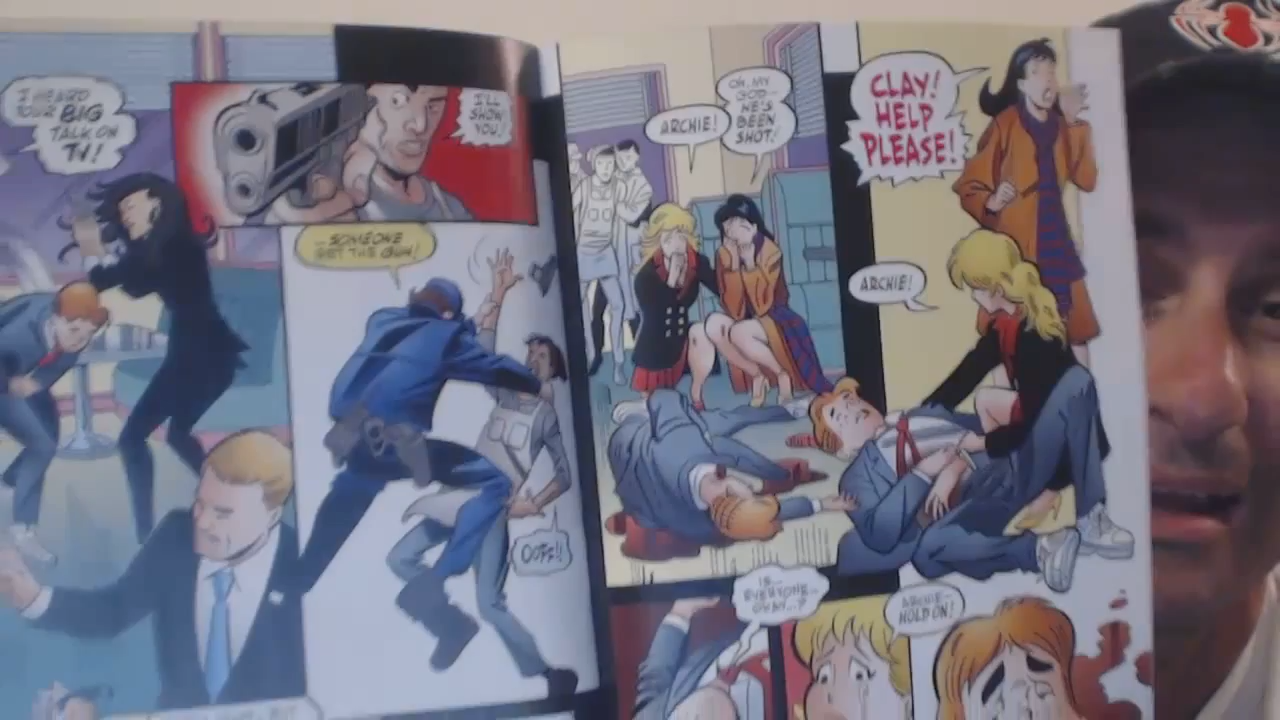 I HEARD
YOUR BIG
TALK ON
TV!
I'LL
SHOW
YOU!
...SOMEONE
GET THE GUN!
OOFF!!
ARCHIE!
OH, MY
GOD--
HE'S
BEEN
SHOT!
CLAY!
HELP
PLEASE!
ARCHIE!
IS...
EVERYONE...
OKAY...?
ARCHIE--
HOLD ON!